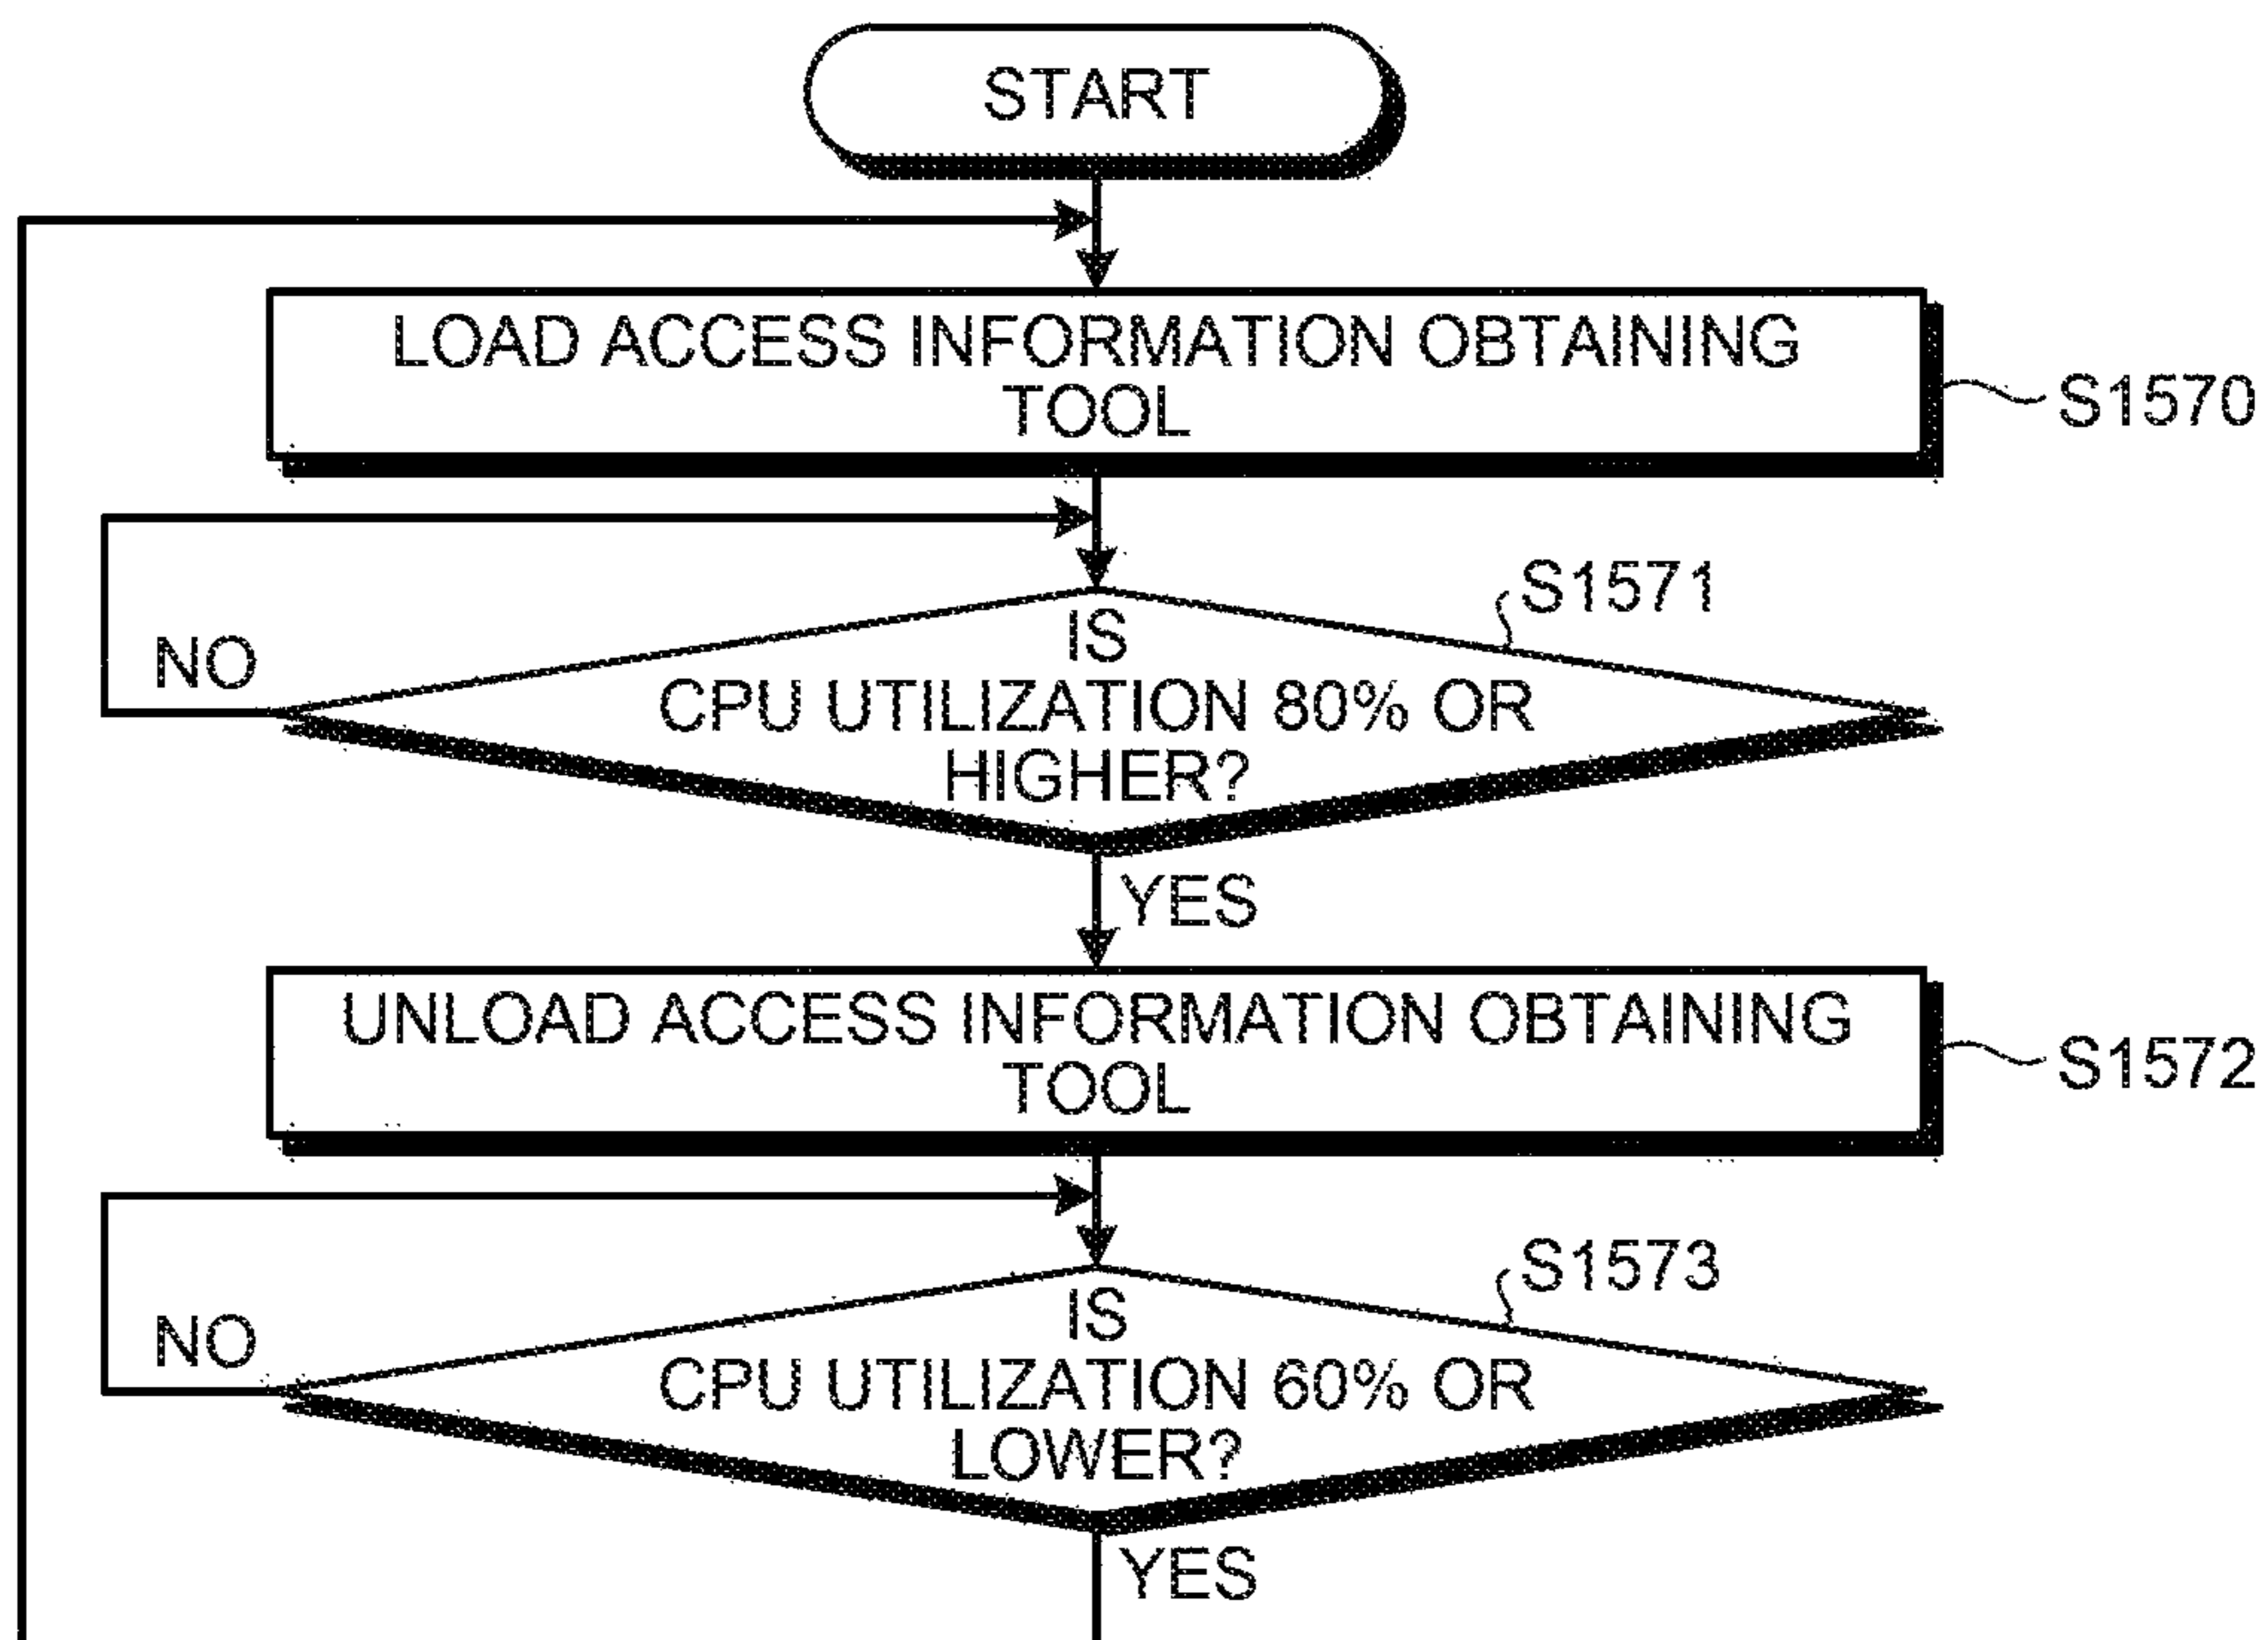 START
LOAD ACCESS INFORMATION OBTAINING
TOOL
S1570
S1571
IS
CPU UTILIZATION 80% OR
HIGHER?
NO
YES
UNLOAD ACCESS INFORMATION OBTAINING
TOOL
S1572
S1573
IS
CPU UTILIZATION 60% OR
LOWER?
NO
YES